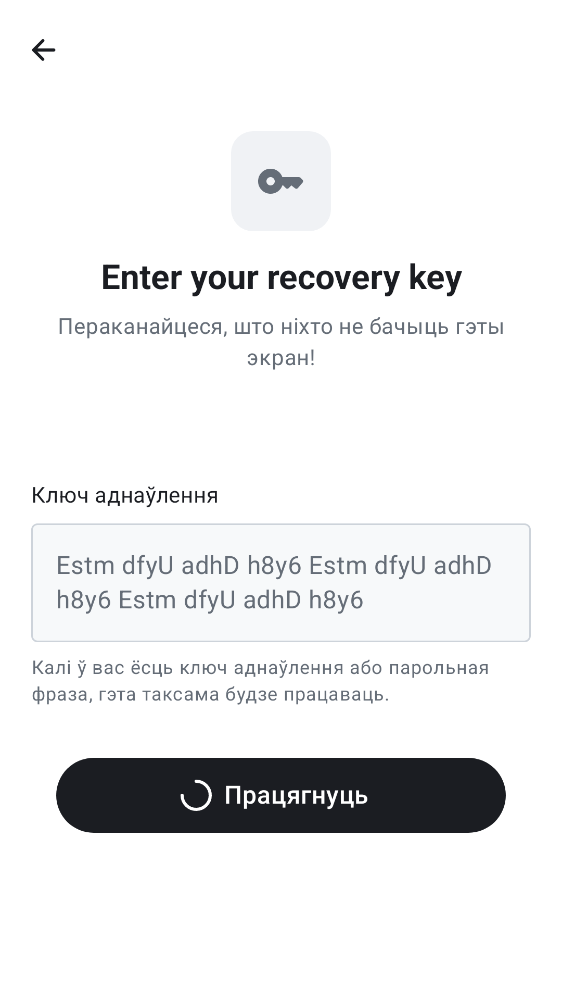 Enter your recovery key
Пераканайцеся, што ніхто не бачыць гэты
экран!
Ключ аднаўлення
Estm dfyU adhD h8y6 Estm dfyU adhD
h8y6 Estm dfyU adhD h8y6
Калі ў вас ёсць ключ аднаўлення або парольная
фраза, гэта таксама будзе працаваць.
Працягнуць